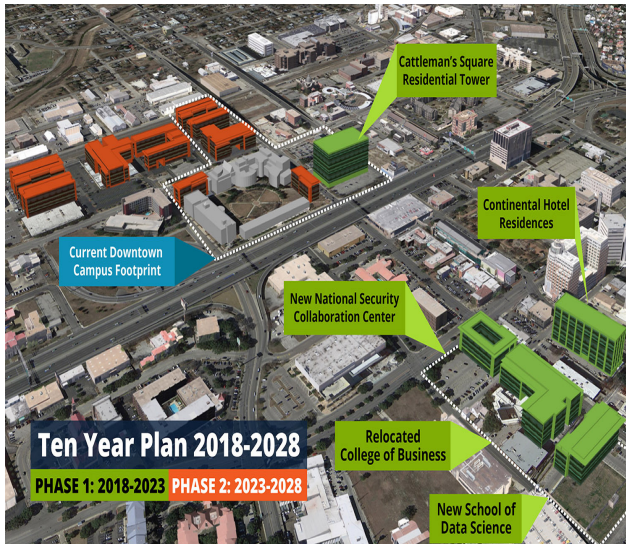 Cattleman's Square
Residential Tower
Continental Hotel
Residences
Current Downtown
Campus Footprint
New National Security
Collaboration Center
Relocated
College of Business
Ten Year Plan 2018-2028
PHASE 1: 2018-2023 PHASE 2: 2023-2028
New School of
Data Science